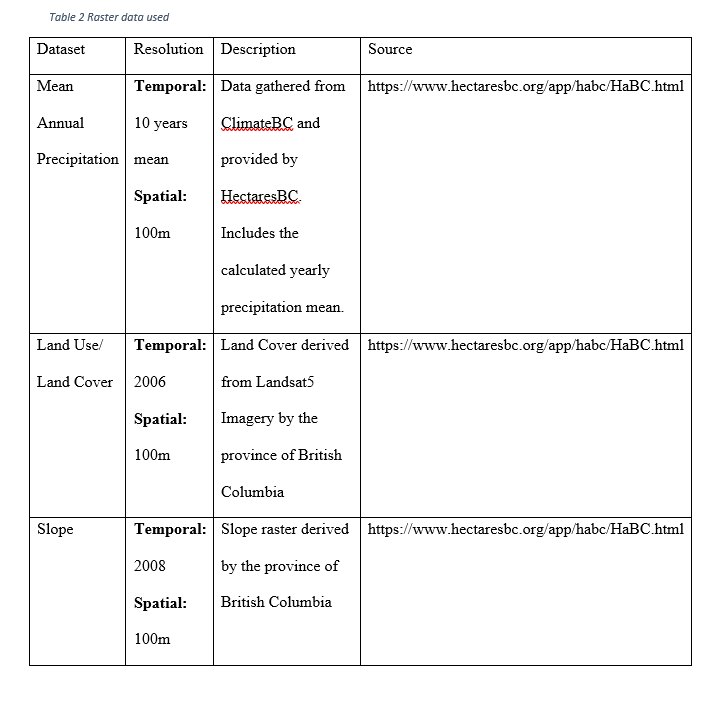 Table 2 Raster data used
Dataset
Resolution
Description
Source
Mean
Annual
Precipitation
Temporal:
10 years
mean
Spatial:
100m
Data gathered from
ClimateBC and
provided by
HectaresBC.
Includes the
calculated yearly
precipitation mean.
https://www.hectaresbc.org/app/habc/HaBC.html
Land Use/
Land Cover
Temporal:
2006
Spatial:
100m
Land Cover derived
from Landsat5
Imagery by the
province of British
Columbia
https://www.hectaresbc.org/app/habc/HaBC.html
Slope
Temporal:
2008
Spatial:
100m
Slope raster derived
by the province of
British Columbia
https://www.hectaresbc.org/app/habc/HaBC.html